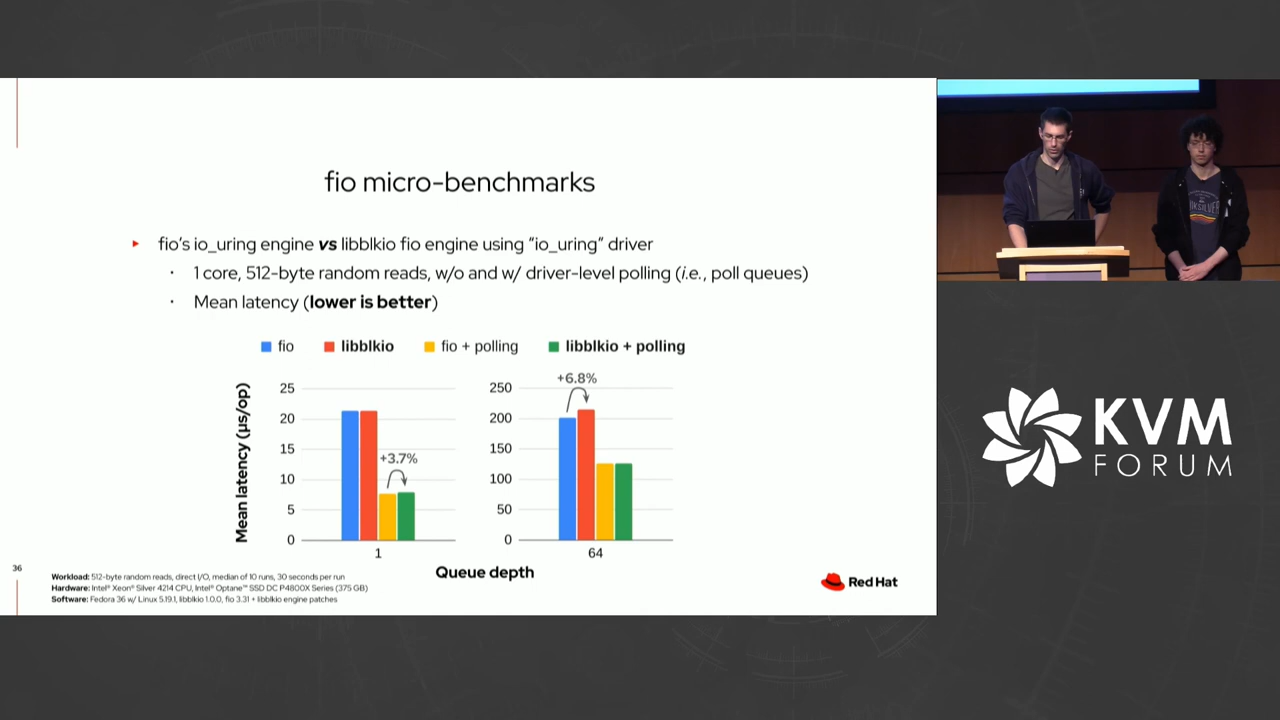 fio micro-benchmarks
fio's io_uring engine vs libblkio fio engine using "io_uring" driver
1 core, 512-byte random reads, w/o and w/ driver-level polling (i.e., poll queues)
Mean latency (lower is better)
fio libblkio fio + polling libblkio + polling
Mean latency (µs/op)
25
20
15
10
5
0
+3.7%
1
250
200
150
100
50
0
+6.8%
64
Queue depth
36
Workload: 512-byte random reads, direct I/O, median of 10 runs, 30 seconds per run
Hardware: Intel® Xeon® Silver 4214 CPU, Intel® Optane™ SSD DC P4800X Series (375 GB)
Software: Fedora 36 w/ Linux 5.19.1, libblkio 1.0.0, fio 3.31 + libblkio engine patches
Red Hat
KVM
FORUM